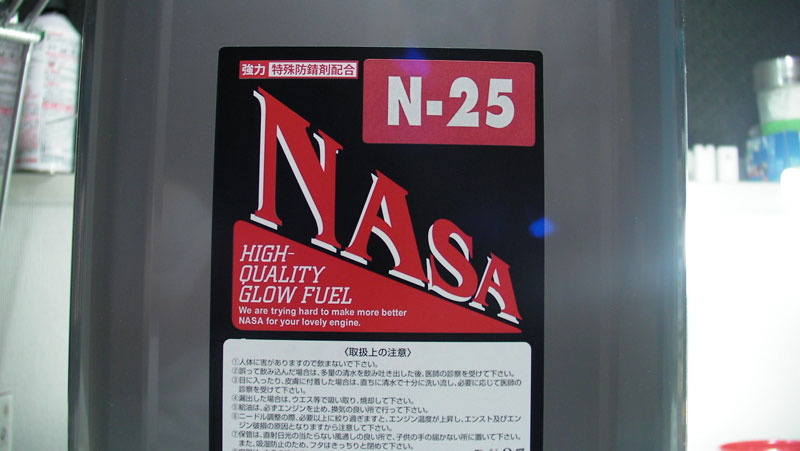 強力 特殊防錆剤配合
N-25
NASA
HIGH-
QUALITY
GLOW FUEL
We are trying hard to make more better
NASA for your lovely engine.
〈取扱上の注意〉
①人体に害がありますので飲まないで下さい。
②誤って飲み込んだ場合は、多量の清水を飲み吐き出した後、医師の診察を受けて下さい。
③目に入ったり、皮膚に付着した場合は、直ちに清水で十分に洗い流し、必要に応じて医師の
診察を受けて下さい。
④漏出した場合は、ウエス等で吸い取り、焼却して下さい。
⑤給油は、必ずエンジンを止め、換気の良い所で行って下さい。
⑥ニードル調整の際、必要以上に絞り過ぎますと、エンジン温度が上昇し、エンスト及びエン
ジン破損の原因となりますから注意して下さい。
⑦保管は、直射日光の当たらない風通しの良い所で、子供の手の届かない所に置いて下さい。
また、吸湿防止のため、フタはきっちりと閉めて下さい。